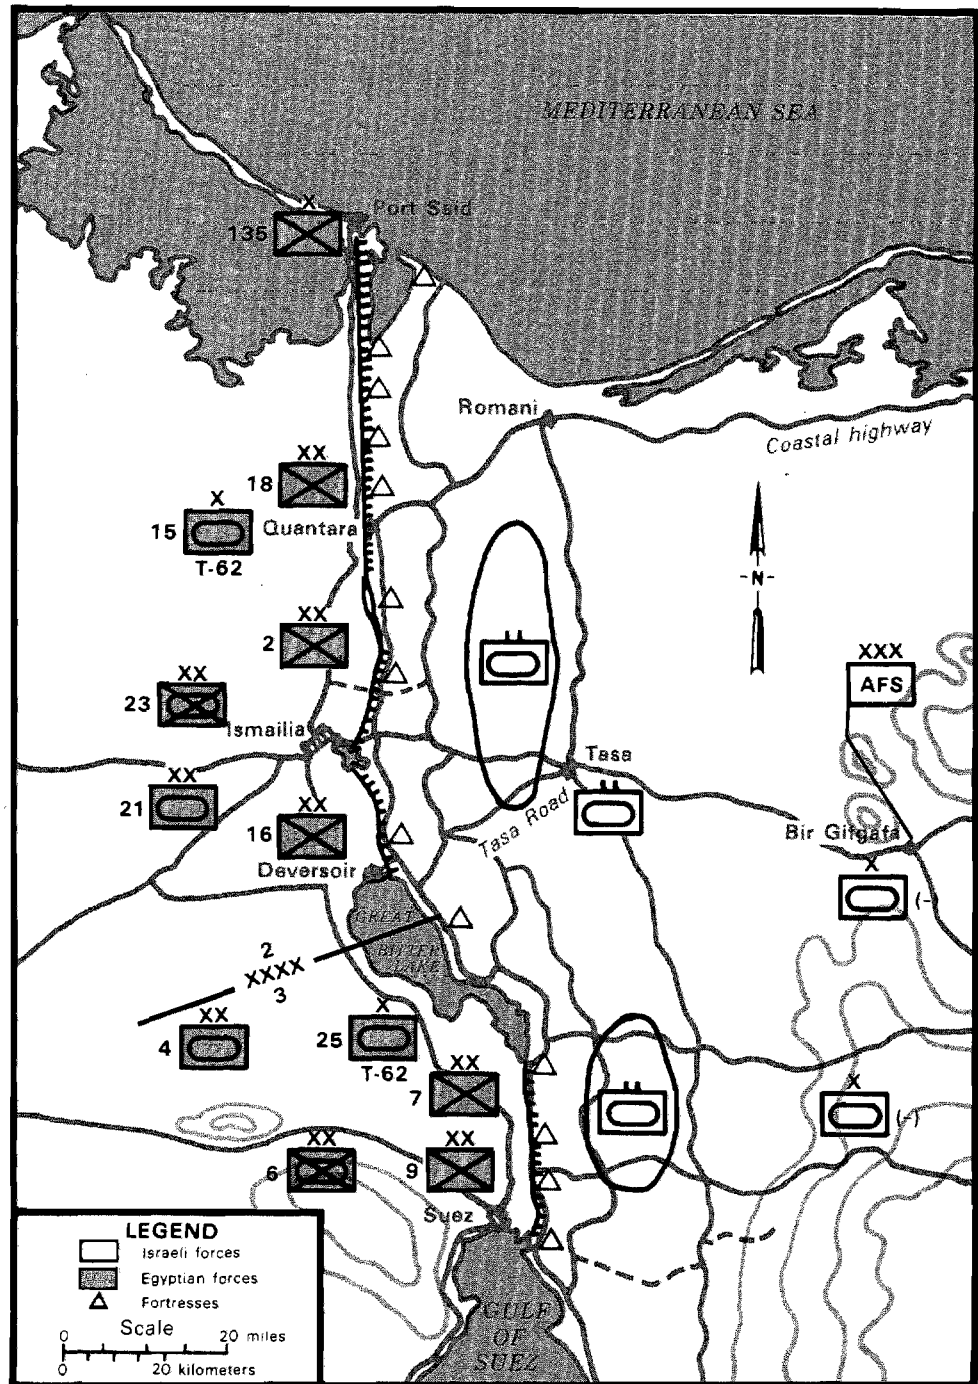 MEDITERRANEAN SEA
X
Port Said
135
Romani
Coastal highway
XX
18
X
15
Quantara
T-62
-N-
XX
2
XXX
AFS
XX
23
Ismailia
Tasa
XX
21
XX
16
Tasa Road
Bir Gifgafa
Deversoir
X
(-)
GREAT
BITTER
LAKE
2
XXXX
3
XX
4
X
25
T-62
XX
7
X
(-)
XX
6
XX
9
Suez
LEGEND
Israeli forces
Egyptian forces
Fortresses
Scale
0 20 miles
0 20 kilometers
GULF
OF
SUEZ